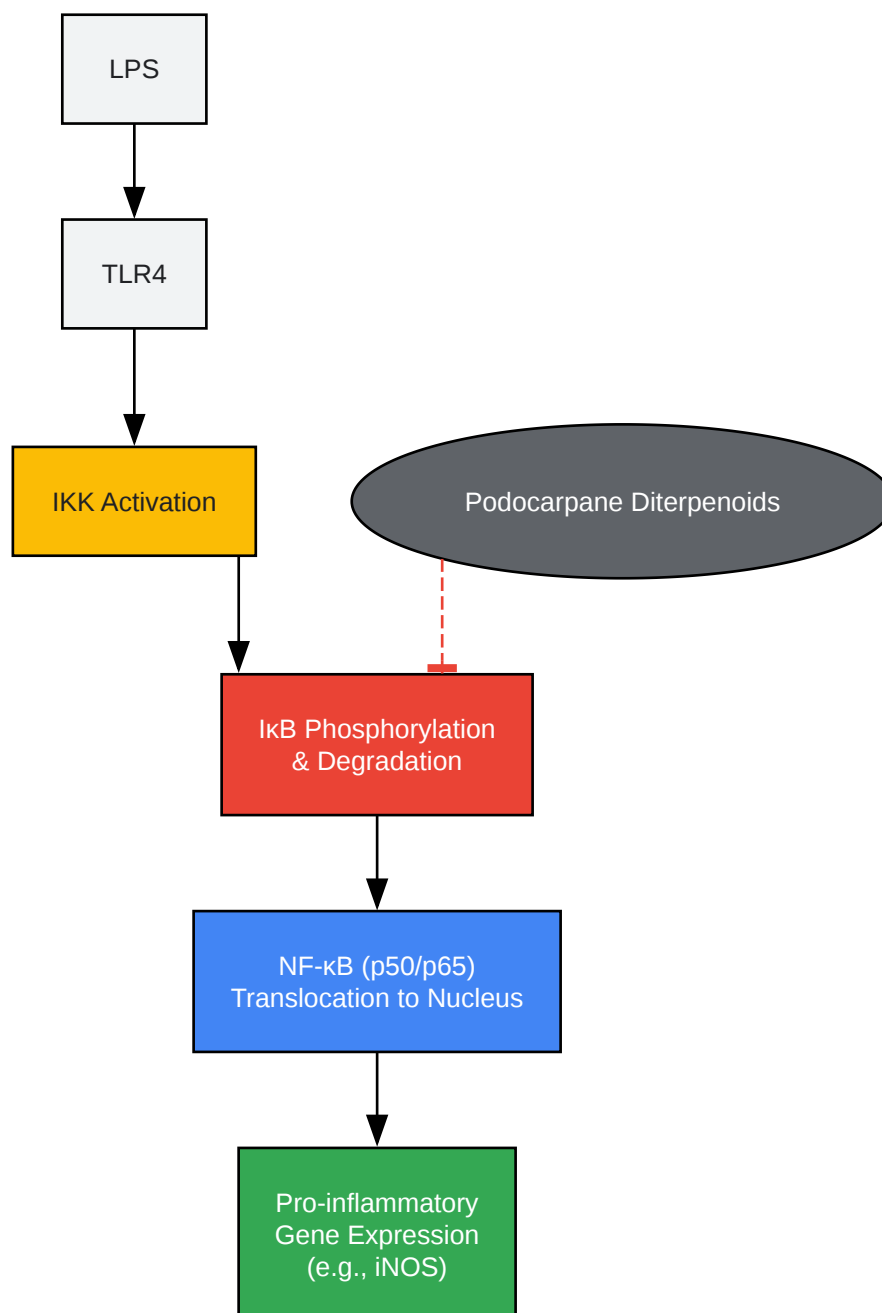 LPS
TLR4
IKK Activation
Podocarpane Diterpenoids
IκB Phosphorylation
& Degradation
NF-κB (p50/p65)
Translocation to Nucleus
Pro-inflammatory
Gene Expression
(e.g., iNOS)